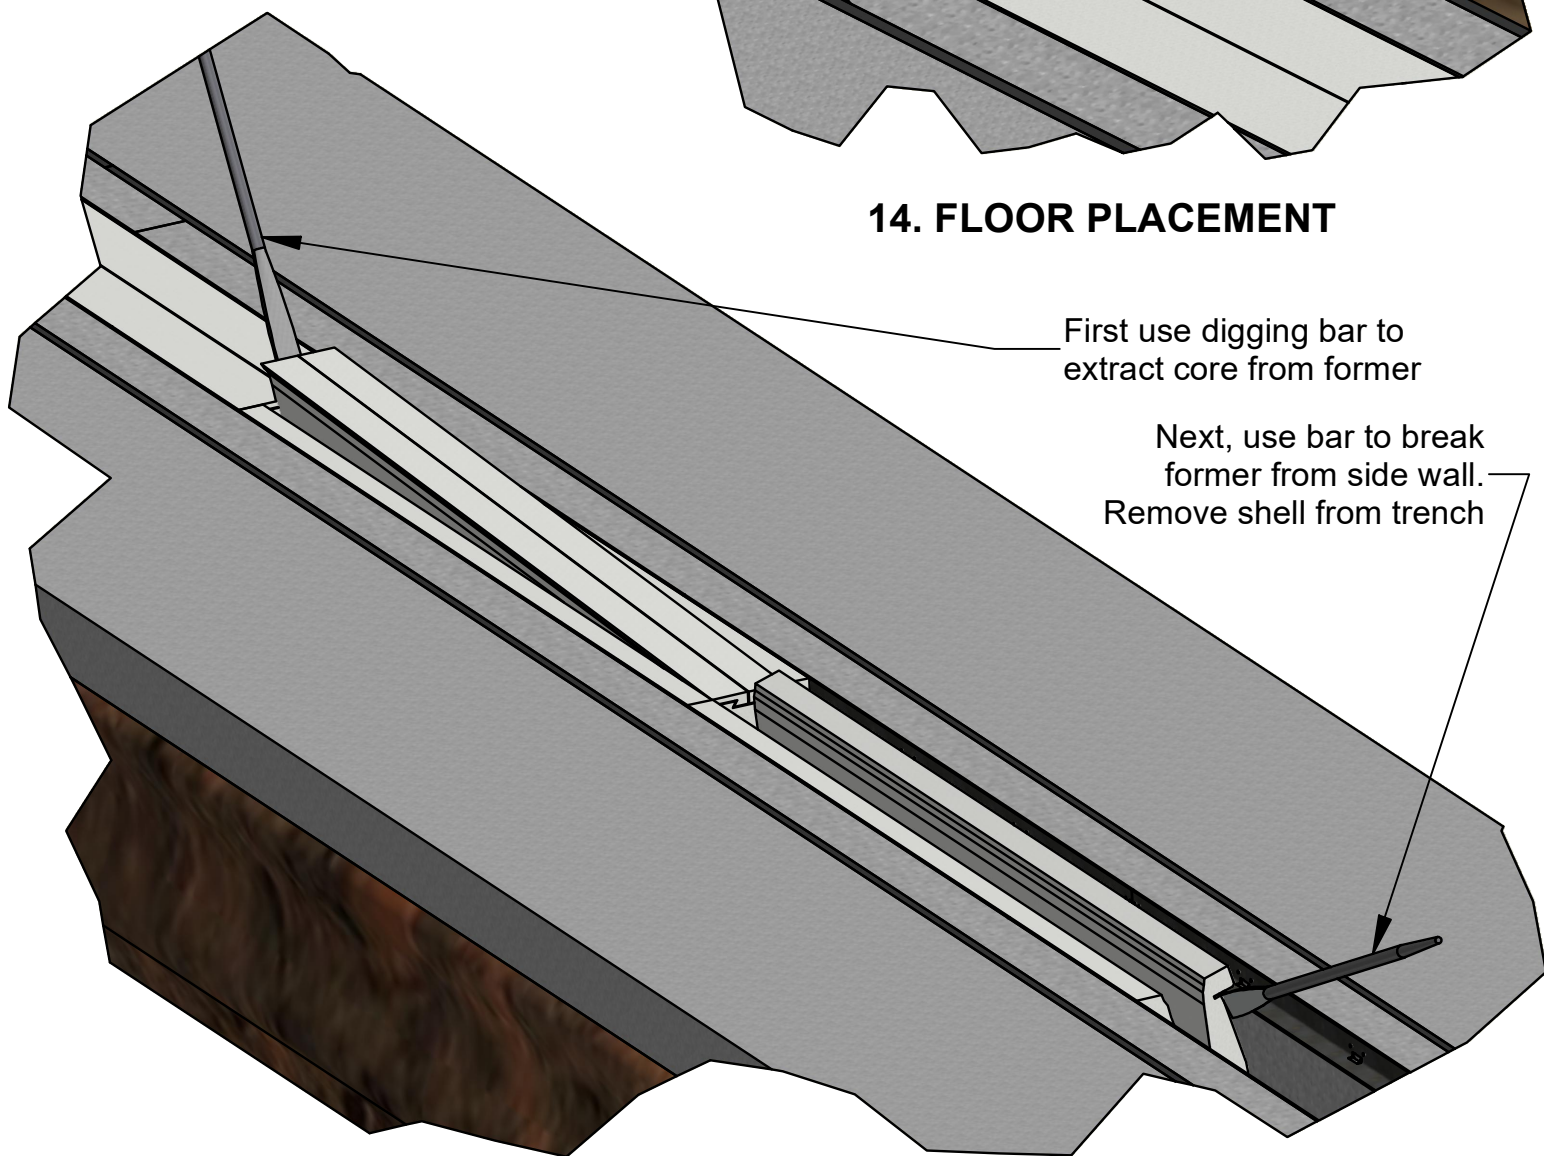 14. FLOOR PLACEMENT
First use digging bar to
extract core from former
Next, use bar to break
former from side wall.
Remove shell from trench